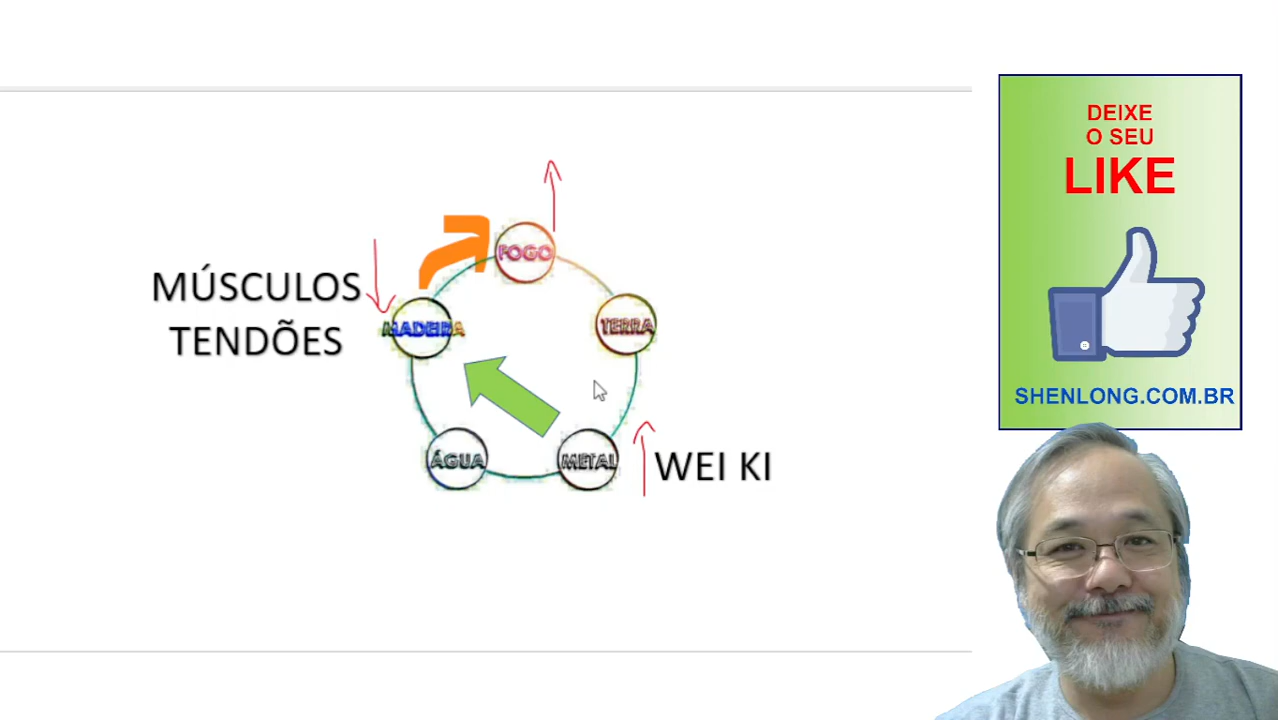 FOGO
MÚSCULOS
TENDÕES
MADEIRA
TERRA
ÁGUA
METAL
WEI KI
DEIXE
O SEU
LIKE
SHENLONG.COM.BR